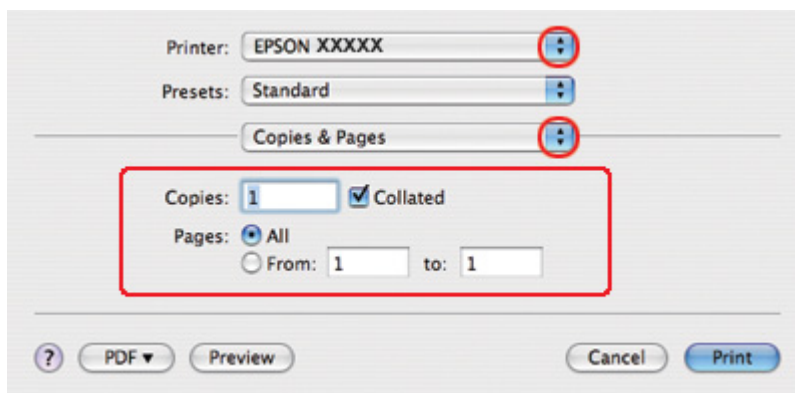 Printer: EPSON XXXXX
Presets: Standard
Copies & Pages
Copies: 1 Collated
Pages: All
From: 1 to: 1
? PDF Preview Cancel Print